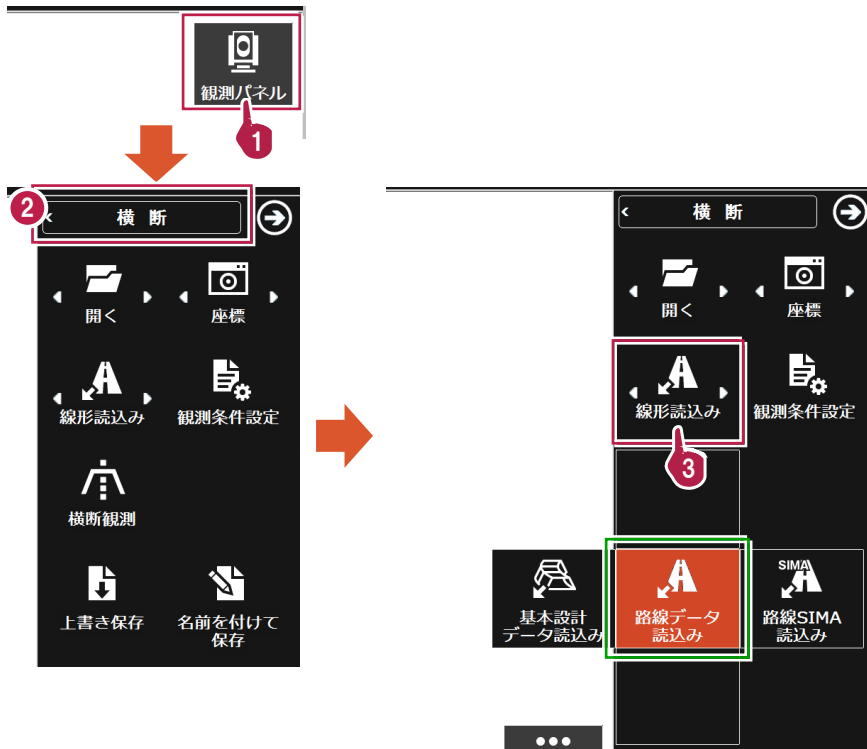 観測パネル
1
2
横 断
開く
座標
線形読込み
観測条件設定
横断観測
上書き保存
名前を付けて
保存
横 断
開く
座標
線形読込み
観測条件設定
3
基本設計
データ読込み
路線データ
読込み
SIMA
路線SIMA
読込み